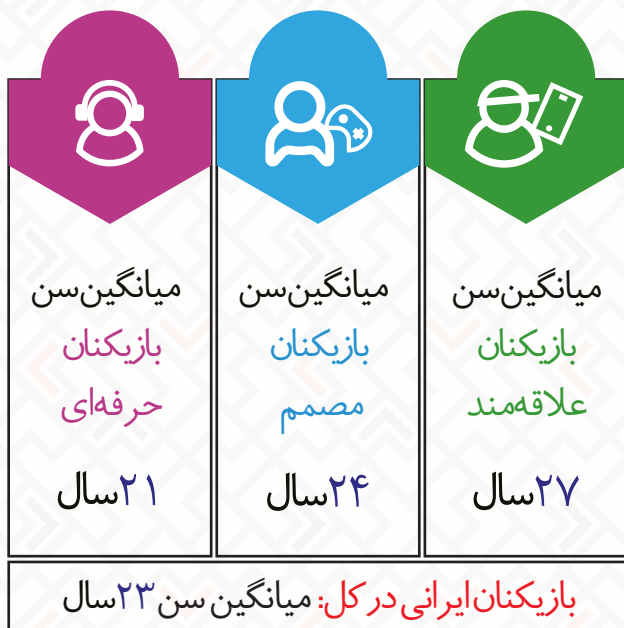 میانگین‌سن
بازیکنان
علاقه‌مند
۲۷سال
میانگین‌سن
بازیکنان
مصمم
۲۴سال
میانگین‌سن
بازیکنان
حرفه‌ای
۲۱سال
بازیکنان ایرانی در کل: میانگین سن ۲۳سال